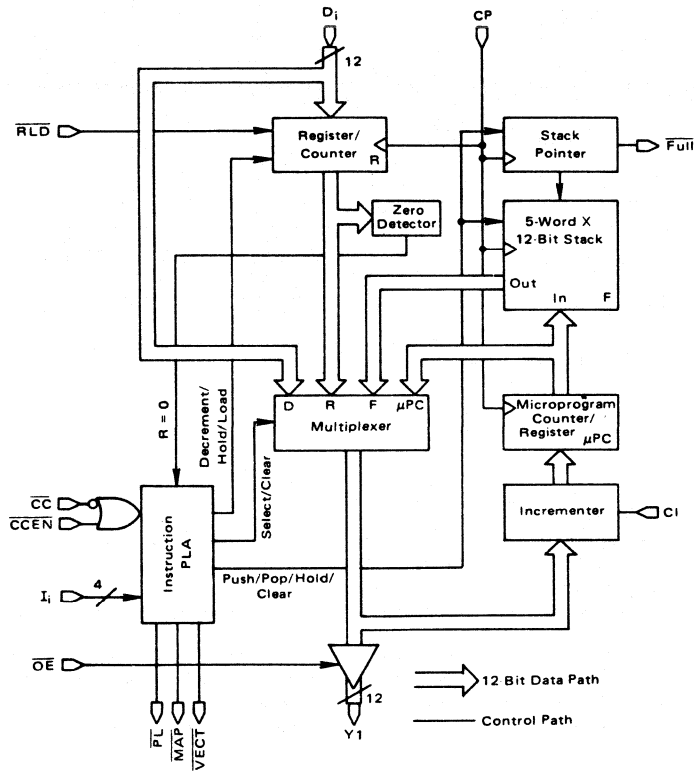 Di
CP
12
RLD
Register/
Counter
R
Stack
Pointer
Full
Zero
Detector
5-Word X
12-Bit Stack
Out
In
F
R = 0
Decrement/
Hold/Load
Select/Clear
D
R
F
μPC
Multiplexer
Microprogram
Counter/
Register
μPC
CC
CCEN
Instruction
PLA
Incrementer
CI
Ii
4
Push/Pop/Hold/
Clear
OE
12
Y1
PL
MAP
VECT
12-Bit Data Path
Control Path